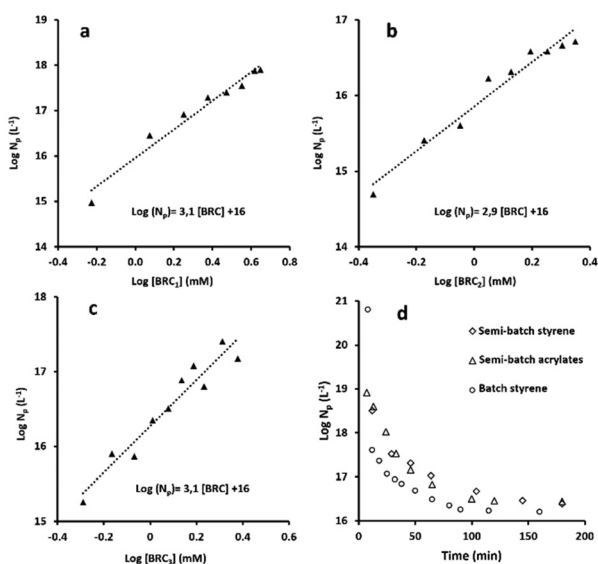 a
Log Nₚ (L⁻¹)
19
18
17
16
15
14
-0.4 -0.2 0.0 0.2 0.4 0.6 0.8
Log (Nₚ)= 3,1 [BRC] +16
Log [BRC₁] (mM)
b
Log Nₚ (L⁻¹)
17
16
15
14
-0.4 -0.2 0.0 0.2 0.4
Log (Nₚ)= 2,9 [BRC] +16
Log [BRC₂] (mM)
c
Log Nₚ (L⁻¹)
18
17
16
15
-0.4 -0.2 0.0 0.2 0.4 0.6
Log (Nₚ)= 3,1 [BRC] +16
Log [BRC₃] (mM)
d
Log Nₚ (L⁻¹)
21
20
19
18
17
16
0 50 100 150 200
Semi-batch styrene
Semi-batch acrylates
Batch styrene
Time (min)